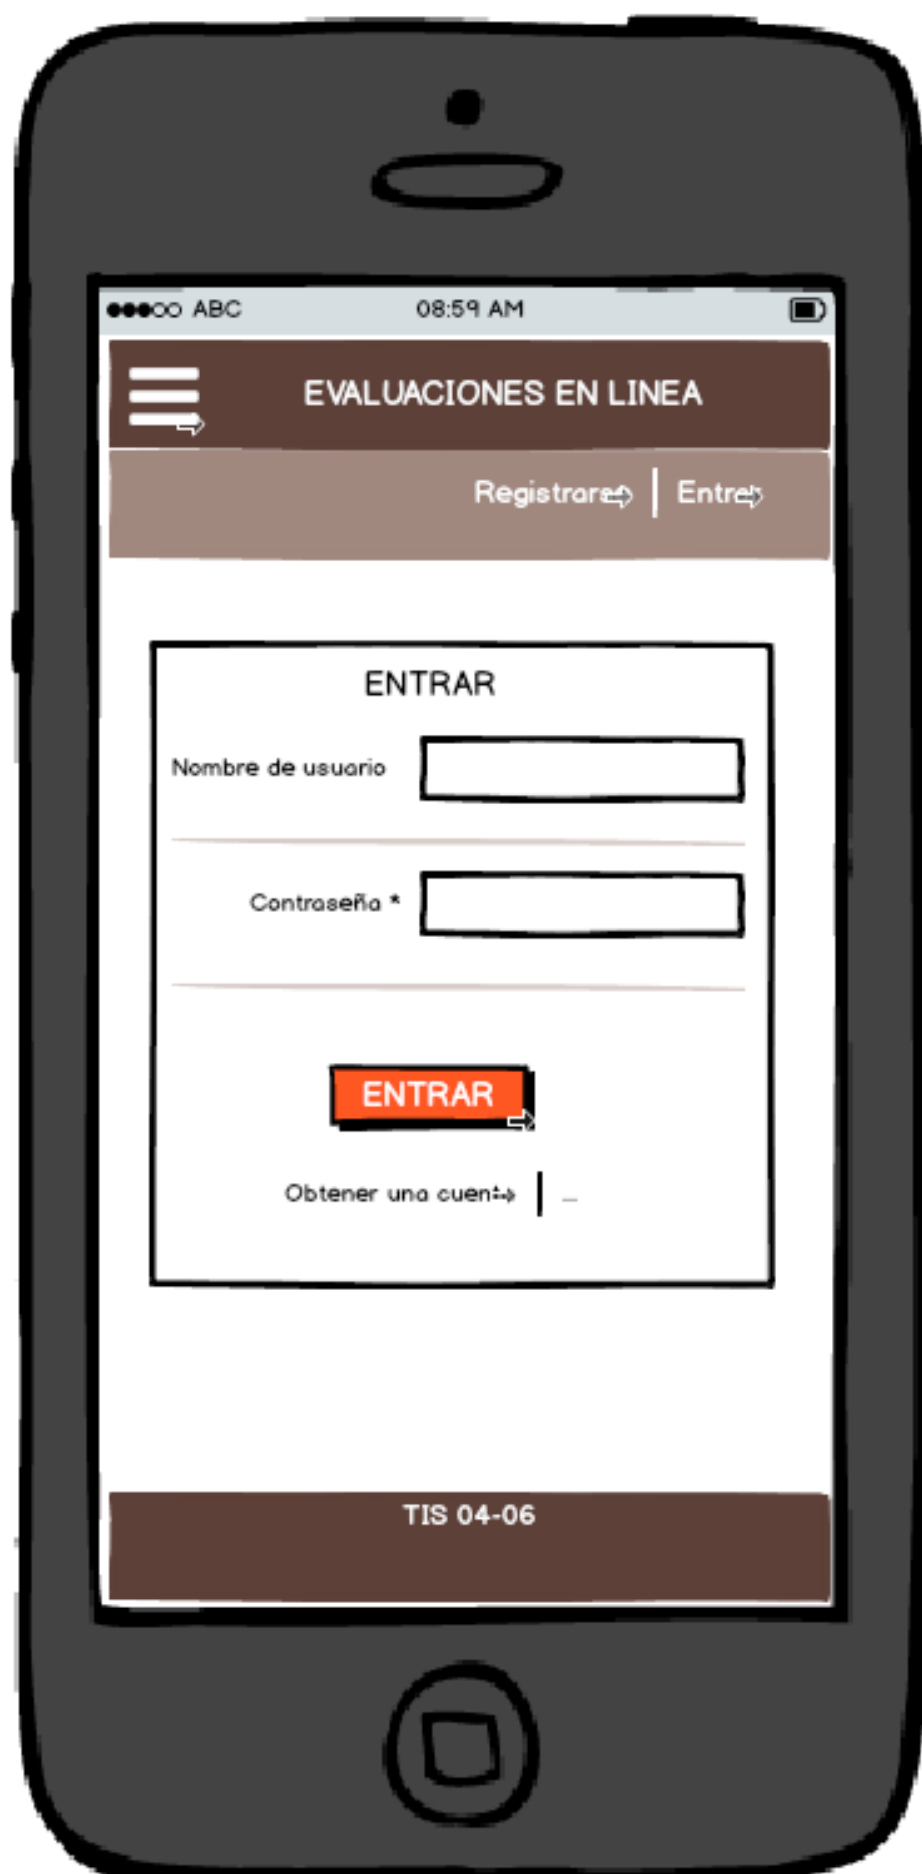 ABC 08:59 AM
EVALUACIONES EN LINEA
Registrarse | Entrar
ENTRAR
Nombre de usuario
Contraseña *
ENTRAR
Obtener una cuenta | ...
TIS 04-06